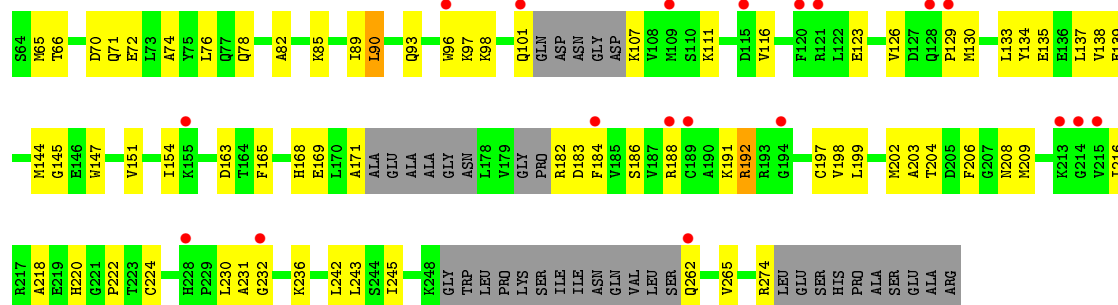 S64 M65 T66 D70 Q71 E72 L73 A74 Y75 L76 Q77 Q78 A82 K85 I89 L90 Q93 W96 K97 K98 Q101 GLN ASP ASN GLY ASP K107 V108 M109 S110 K111 D115 V116 F120 R121 L122 E123 V126 D127 Q128 P129 M130 L133 Y134 E135 E136 L137 V138 E139
M144 G145 E146 W147 V151 I154 K155 D163 T164 F165 H168 E169 L170 A171 ALA GLU ALA ALA GLY ASN L178 V179 GLY PRO R182 D183 F184 V185 S186 V187 R188 C189 A190 K191 R192 R193 G194 C197 V198 L199 M202 A203 T204 D205 F206 G207 N208 M209 K213 G214 V215 I216
R217 A218 E219 H220 G221 P222 T223 C224 H228 P229 L230 A231 G232 K236 L242 L243 S244 I245 K248 GLY TRP LEU PRO LYS SER ILE ILE ASN GLN VAL LEU SER Q262 V265 R274 LEU GLU SER HIS PRO ALA SER GLU ALA ARG